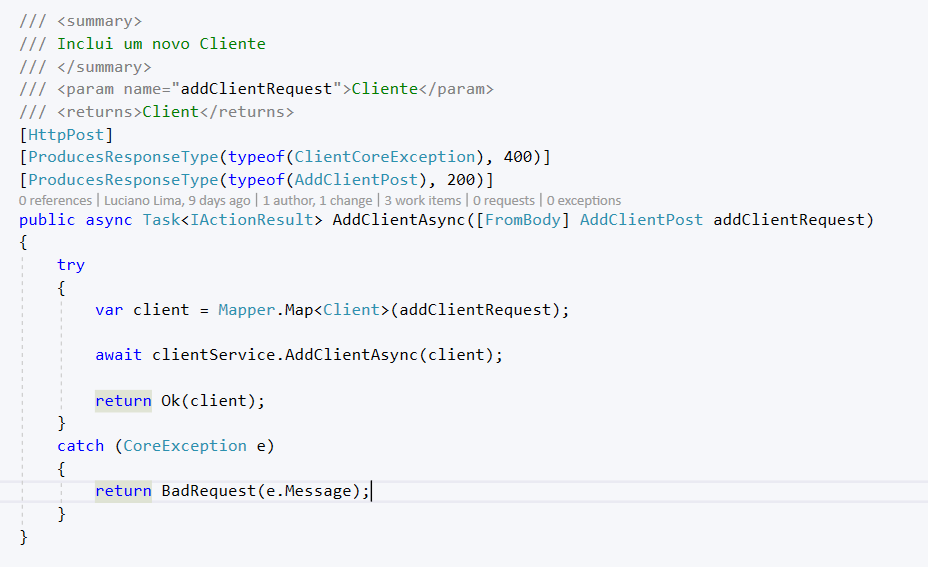 /// <summary>
/// Inclui um novo Cliente
/// </summary>
/// <param name="addClientRequest">Cliente</param>
/// <returns>Client</returns>
[HttpPost]
[ProducesResponseType(typeof(ClientCoreException), 400)]
[ProducesResponseType(typeof(AddClientPost), 200)]
0 references | Luciano Lima, 9 days ago | 1 author, 1 change | 3 work items | 0 requests | 0 exceptions
public async Task<IActionResult> AddClientAsync([FromBody] AddClientPost addClientRequest)
{
    try
    {
        var client = Mapper.Map<Client>(addClientRequest);
        await clientService.AddClientAsync(client);
        return Ok(client);
    }
    catch (CoreException e)
    {
        return BadRequest(e.Message);
    }
}